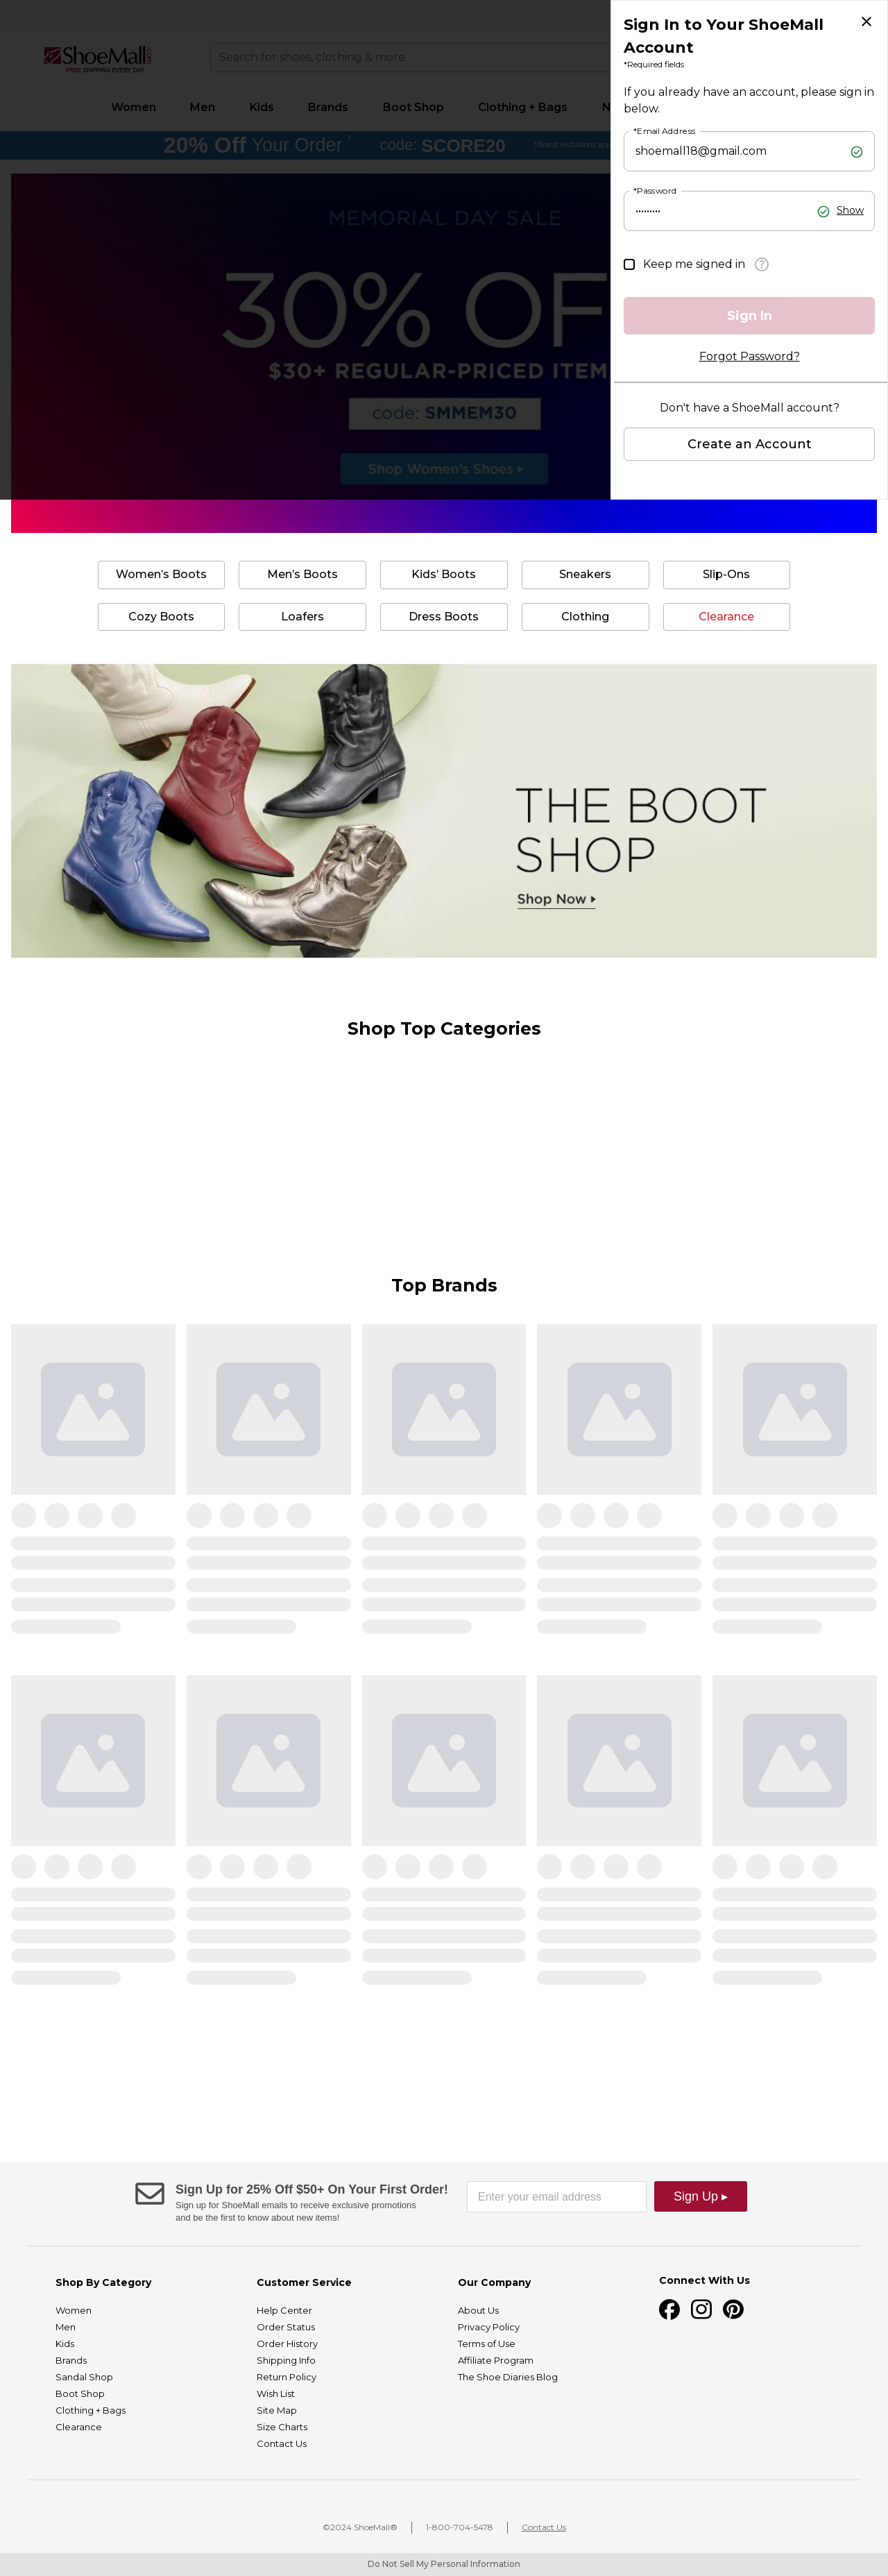 Sign In to Your ShoeMall
Account
*Required fields
If you already have an account, please sign in
below.
*Email Address
shoemall18@gmail.com
*Password
•••••••••
Show
Keep me signed in
?
Sign In
Forgot Password?
Don't have a ShoeMall account?
Create an Account
ShoeMall
FREE SHIPPING EVERY DAY
Search for shoes, clothing & more
Women
Men
Kids
Brands
Boot Shop
Clothing + Bags
N
20% Off Your Order †
code: SCORE20
†Brand exclusions app
MEMORIAL DAY SALE
30% OF
$30+ REGULAR-PRICED ITEM
code: SMMEM30
Shop Women's Shoes
Women's Boots
Men's Boots
Kids' Boots
Sneakers
Slip-Ons
Cozy Boots
Loafers
Dress Boots
Clothing
Clearance
THE BOOT
SHOP
Shop Now
Shop Top Categories
Top Brands
Sign Up for 25% Off $50+ On Your First Order!
Sign up for ShoeMall emails to receive exclusive promotions
and be the first to know about new items!
Enter your email address
Sign Up ▸
Shop By Category
Women
Men
Kids
Brands
Sandal Shop
Boot Shop
Clothing + Bags
Clearance
Customer Service
Help Center
Order Status
Order History
Shipping Info
Return Policy
Wish List
Site Map
Size Charts
Contact Us
Our Company
About Us
Privacy Policy
Terms of Use
Affiliate Program
The Shoe Diaries Blog
Connect With Us
©2024 ShoeMall®
1-800-704-5478
Contact Us
Do Not Sell My Personal Information